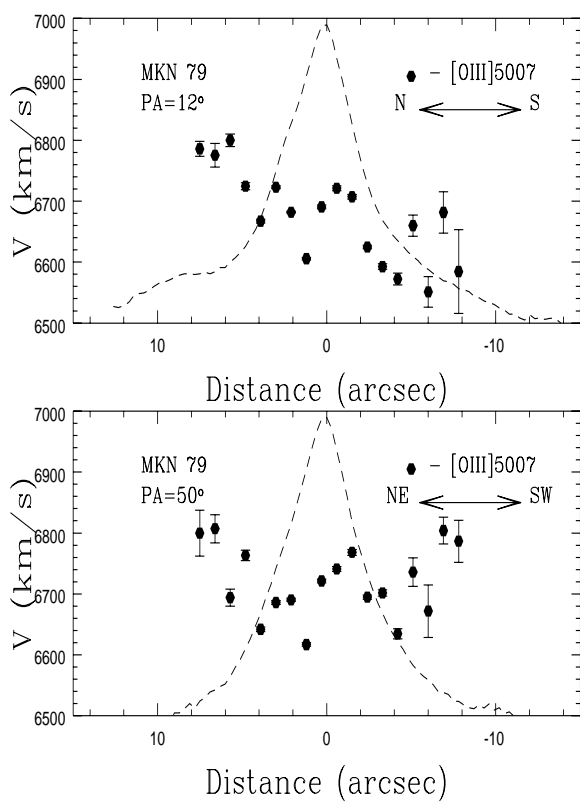 7000
6900
6800
6700
6600
6500
V (km/s)
MKN 79
PA=12°
– [OIII]5007
N S
10 0 -10
Distance (arcsec)
7000
6900
6800
6700
6600
6500
V (km/s)
MKN 79
PA=50°
– [OIII]5007
NE SW
10 0 -10
Distance (arcsec)